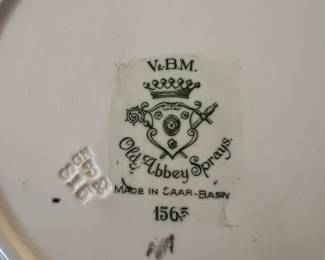 V&B.M.
Old Abbey Sprays.
MADE IN SAAR-BASIN
1565